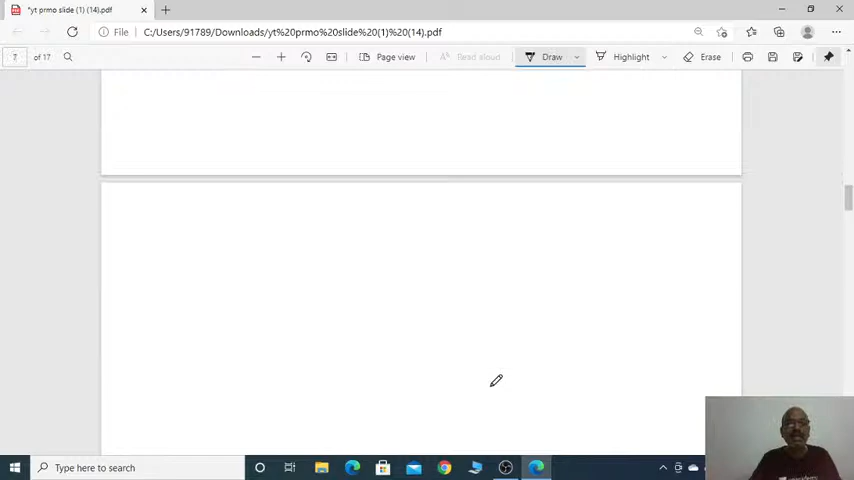 *yt prmo slide (1) (14).pdf
File
C:/Users/91789/Downloads/yt%20prmo%20slide%20(1)%20(14).pdf
7 of 17
Page view
Read aloud
Draw
Highlight
Erase
Type here to search